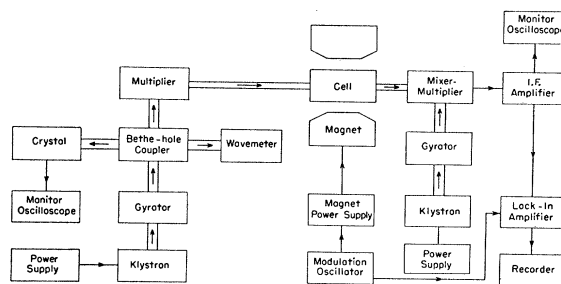 Monitor
Oscilloscope
Multiplier
Cell
Mixer-
Multiplier
I.F.
Amplifier
Crystal
Bethe-hole
Coupler
Wavemeter
Magnet
Gyrator
Monitor
Oscilloscope
Gyrator
Magnet
Power Supply
Klystron
Lock-In
Amplifier
Power
Supply
Klystron
Modulation
Oscillator
Power
Supply
Recorder